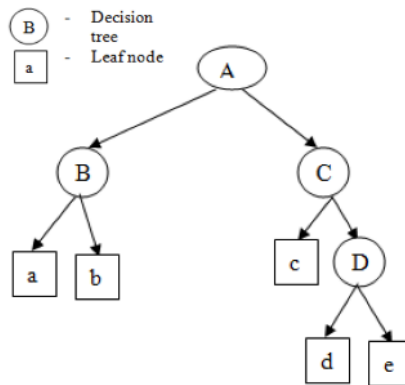 B - Decision
tree
a - Leaf node
A
B C
a b c D
d e